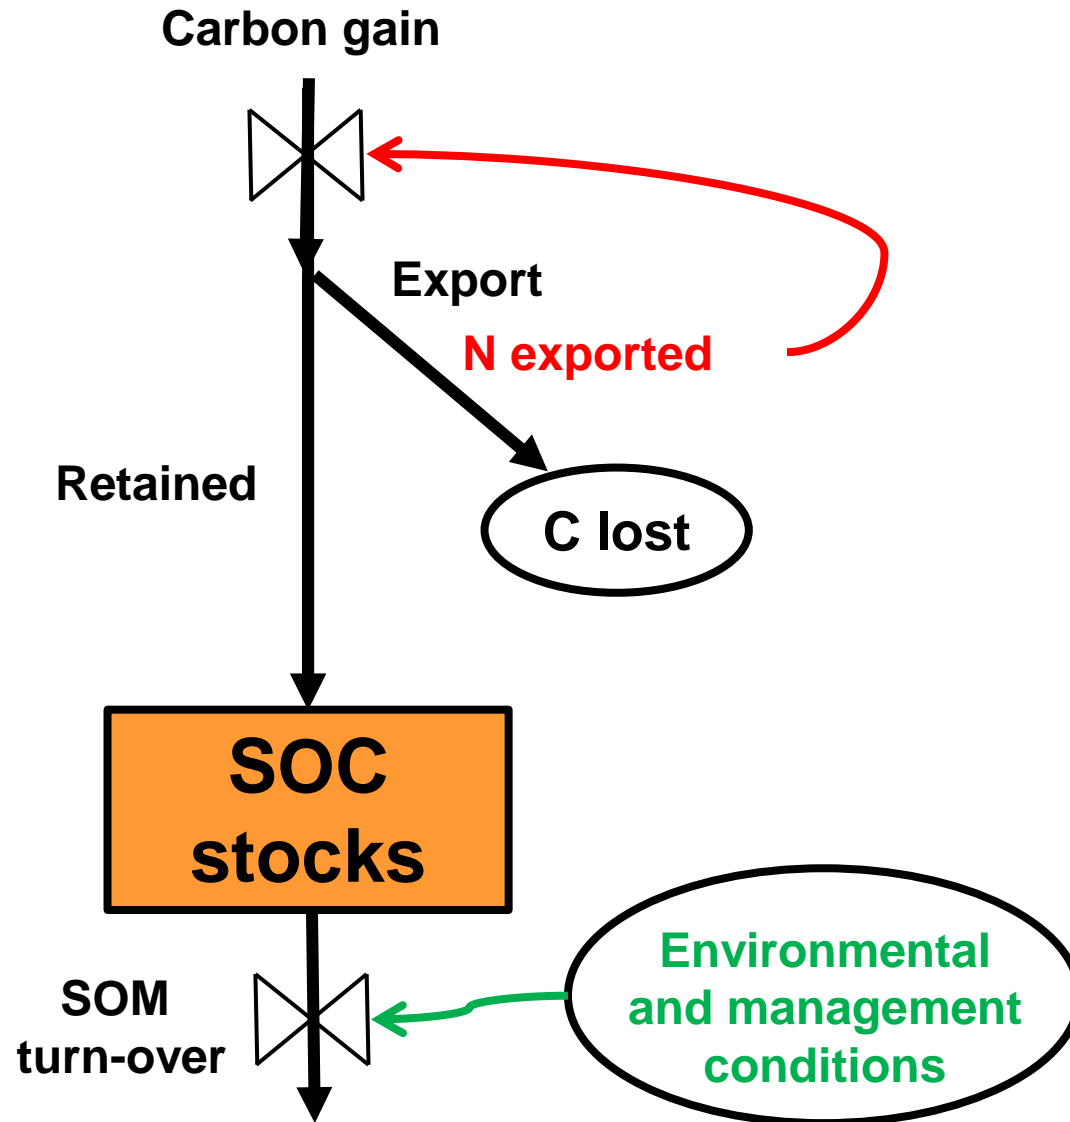 Carbon gain
Export
N exported
Retained
C lost
SOC
stocks
SOM
turn-over
Environmental
and management
conditions